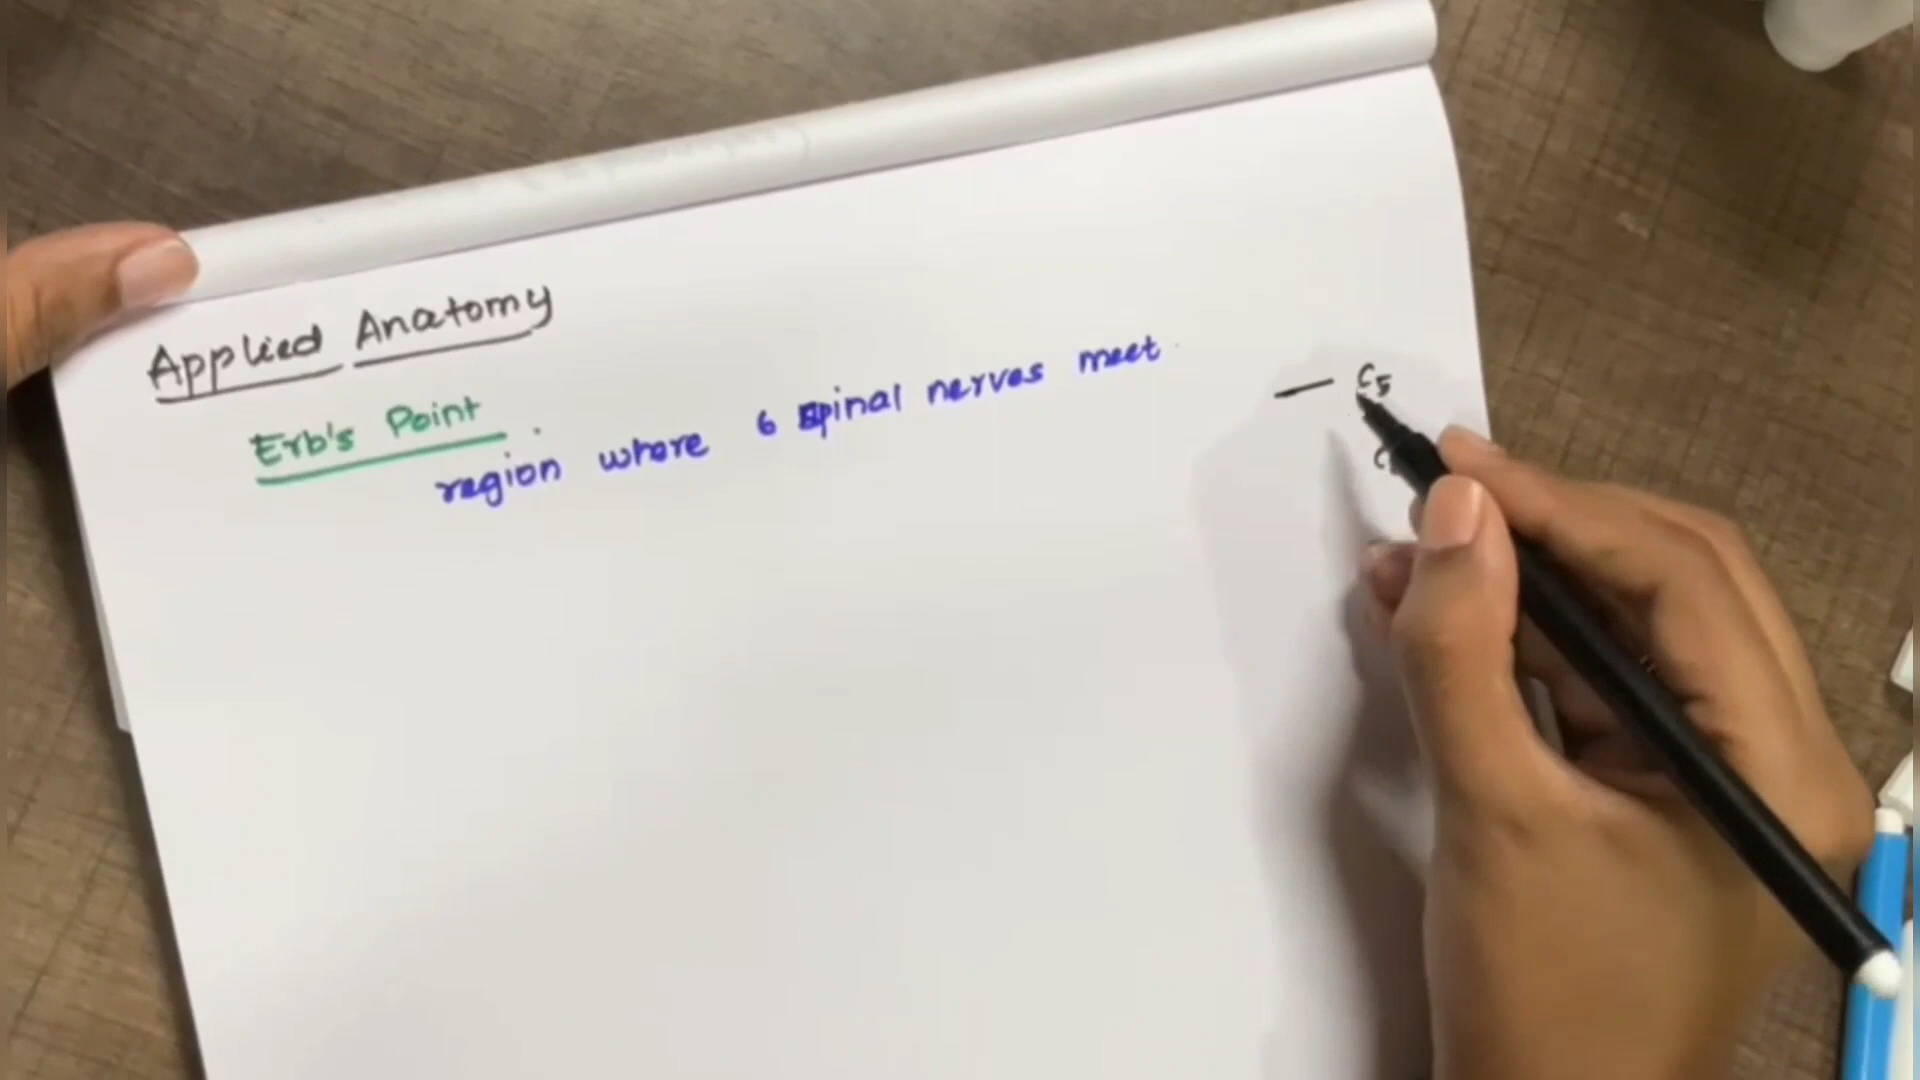 Applied Anatomy
Erb's Point
region where 6 spinal nerves meet
C5
C